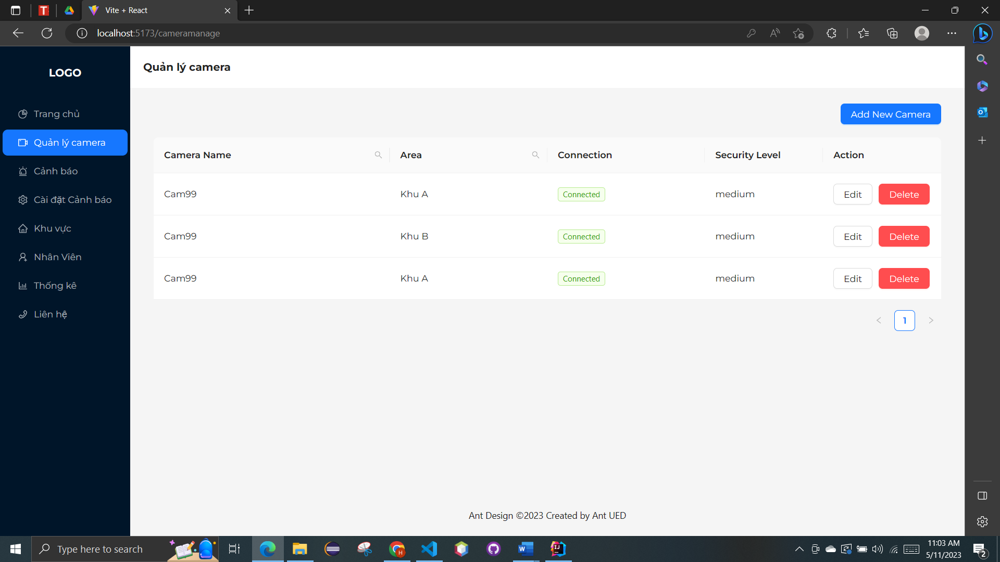 Vite + React
localhost:5173/cameramanage
LOGO
Trang chủ
Quản lý camera
Cảnh báo
Cài đặt Cảnh báo
Khu vực
Nhân Viên
Thống kê
Liên hệ
Quản lý camera
Add New Camera
Camera Name Area Connection Security Level Action
Cam99 Khu A Connected medium Edit Delete
Cam99 Khu B Connected medium Edit Delete
Cam99 Khu A Connected medium Edit Delete
1
Ant Design ©2023 Created by Ant UED
Type here to search
11:03 AM
5/11/2023
2